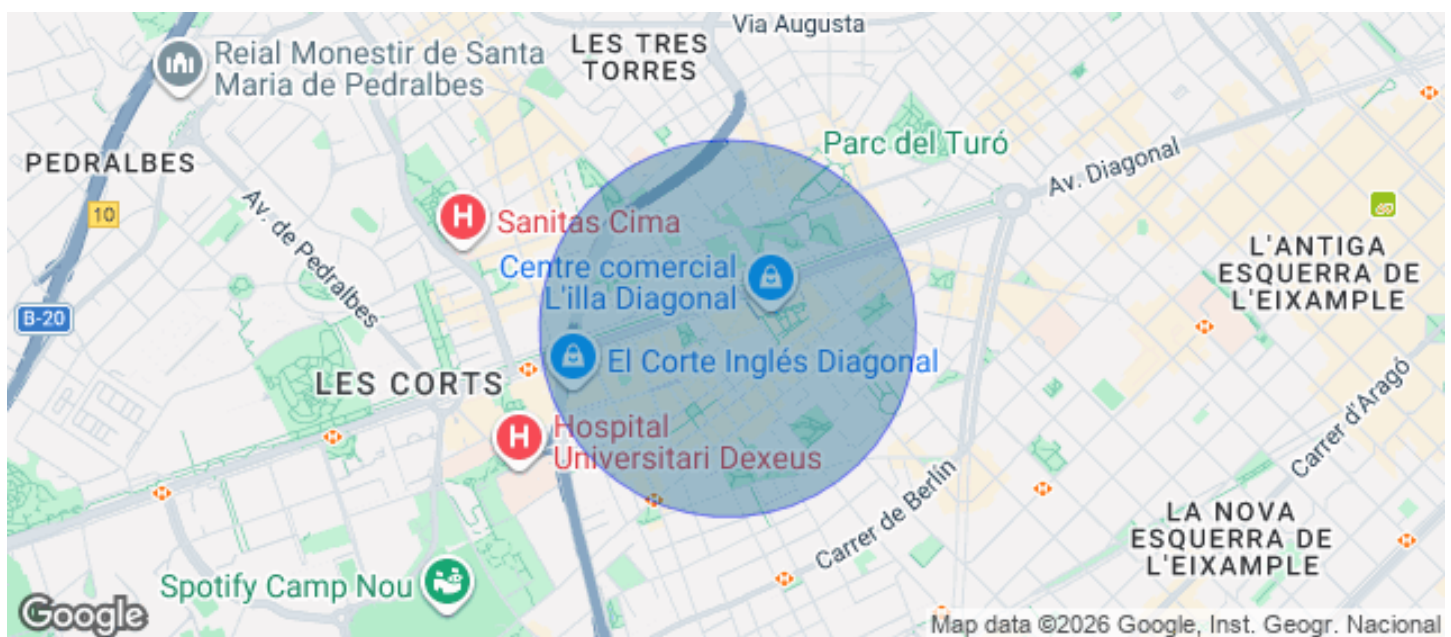 Via Augusta
LES TRES
TORRES
Reial Monestir de Santa
Maria de Pedralbes
PEDRALBES
Parc del Turó
Av. Diagonal
10
Av. de Pedralbes
H
Sanitas Cima
Centre comercial
L'illa Diagonal
L'ANTIGA
ESQUERRA DE
L'EIXAMPLE
B-20
El Corte Inglés Diagonal
LES CORTS
Carrer d'Aragó
H
Hospital
Universitari Dexeus
Carrer de Berlín
LA NOVA
ESQUERRA DE
L'EIXAMPLE
Spotify Camp Nou
Google
Map data ©2026 Google, Inst. Geogr. Nacional